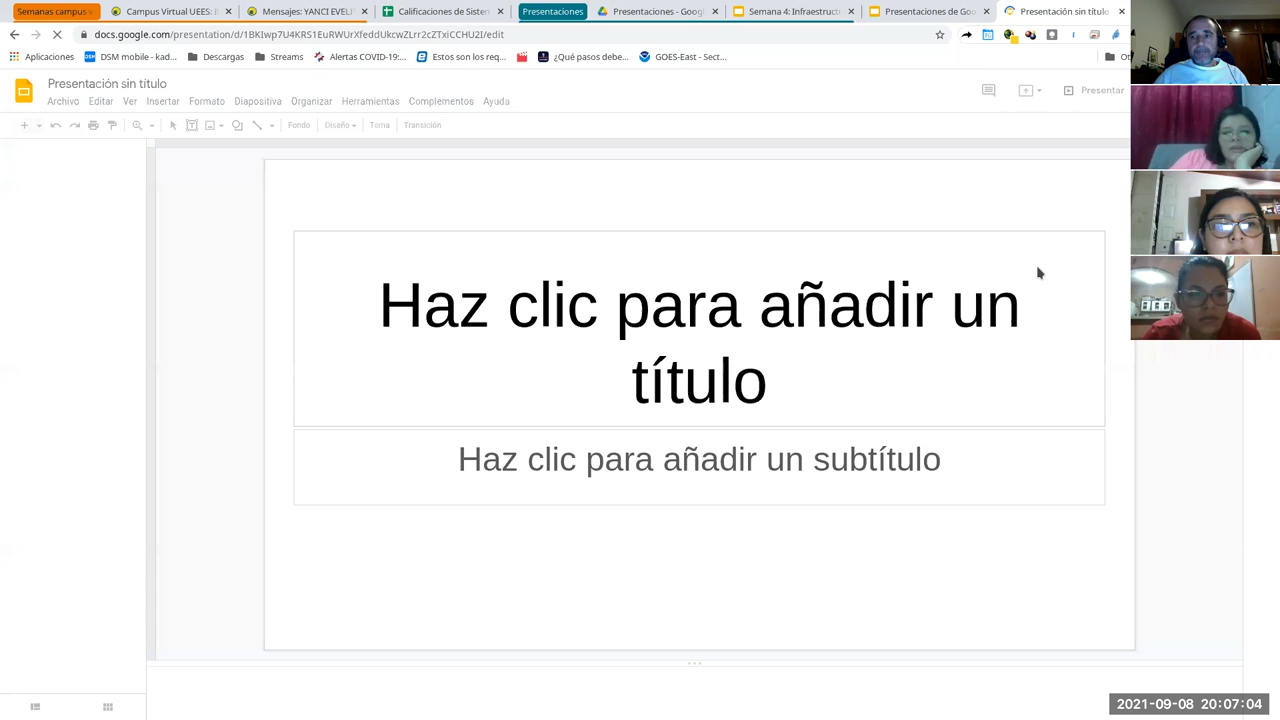 Semanas campus
Campus Virtual UEES: i
Mensajes: YANCI EVELI
Calificaciones estudia
Presentaciones
Presentaciones - Googl
Semana 4: Infraestructu
Presentaciones de Goo
Presentación sin título
docs.google.com/presentation/d/1BKIwp7U4KRS1EuRWUrXfeddUkcwZLrr2cZTxiCCHU2I/edit
Aplicaciones
DSM mobile - kad...
Descargas
Streams
Alertas COVID-19:...
Estos son los req...
¿Qué pasos debe...
GOES-East - Sect...
Presentación sin título
Archivo Editar Ver Insertar Formato Diapositiva Organizar Herramientas Complementos Ayuda
Presentar
Fondo Diseño Tema Transición
Haz clic para añadir un
título
Haz clic para añadir un subtítulo
2021-09-08 20:07:04